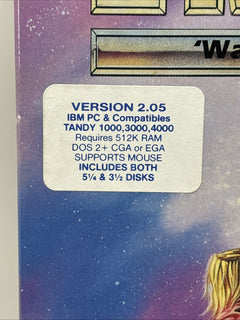 'Wa
VERSION 2.05
IBM PC & Compatibles
TANDY 1000,3000,4000
Requires 512K RAM
DOS 2+ CGA or EGA
SUPPORTS MOUSE
INCLUDES BOTH
5¼ & 3½ DISKS